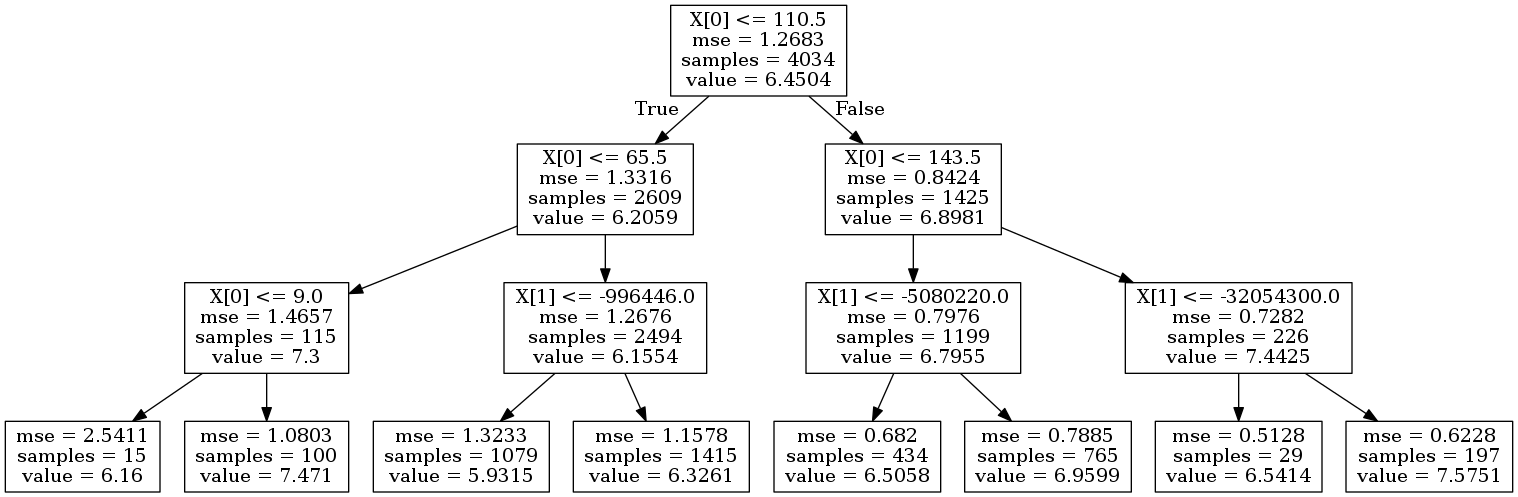 X[0] <= 110.5
mse = 1.2683
samples = 4034
value = 6.4504
True
False
X[0] <= 65.5
mse = 1.3316
samples = 2609
value = 6.2059
X[0] <= 143.5
mse = 0.8424
samples = 1425
value = 6.8981
X[0] <= 9.0
mse = 1.4657
samples = 115
value = 7.3
X[1] <= -996446.0
mse = 1.2676
samples = 2494
value = 6.1554
X[1] <= -5080220.0
mse = 0.7976
samples = 1199
value = 6.7955
X[1] <= -32054300.0
mse = 0.7282
samples = 226
value = 7.4425
mse = 2.5411
samples = 15
value = 6.16
mse = 1.0803
samples = 100
value = 7.471
mse = 1.3233
samples = 1079
value = 5.9315
mse = 1.1578
samples = 1415
value = 6.3261
mse = 0.682
samples = 434
value = 6.5058
mse = 0.7885
samples = 765
value = 6.9599
mse = 0.5128
samples = 29
value = 6.5414
mse = 0.6228
samples = 197
value = 7.5751